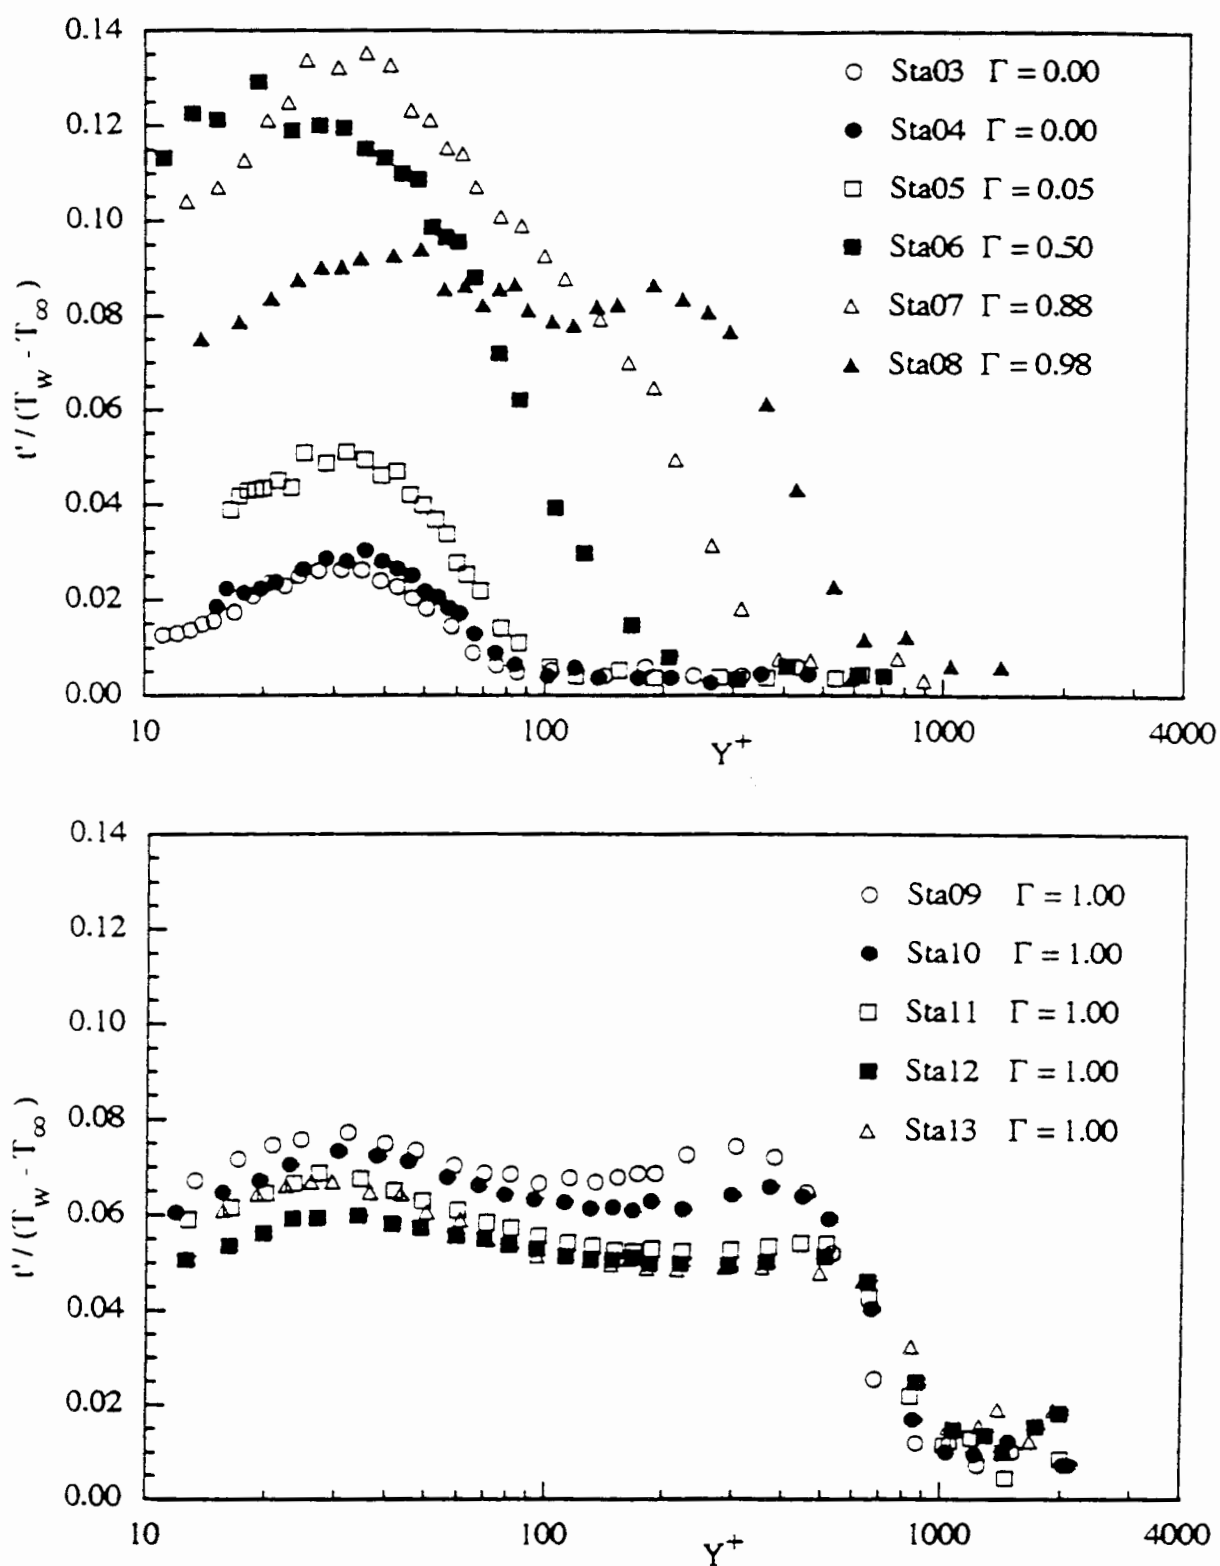 0.14
0.12
0.10
0.08
0.06
0.04
0.02
0.00
t' / (T_w - T_∞)
Sta03 Γ = 0.00
Sta04 Γ = 0.00
Sta05 Γ = 0.05
Sta06 Γ = 0.50
Sta07 Γ = 0.88
Sta08 Γ = 0.98
10 100 1000 4000
Y⁺
0.14
0.12
0.10
0.08
0.06
0.04
0.02
0.00
t' / (T_w - T_∞)
Sta09 Γ = 1.00
Sta10 Γ = 1.00
Sta11 Γ = 1.00
Sta12 Γ = 1.00
Sta13 Γ = 1.00
10 100 1000 4000
Y⁺